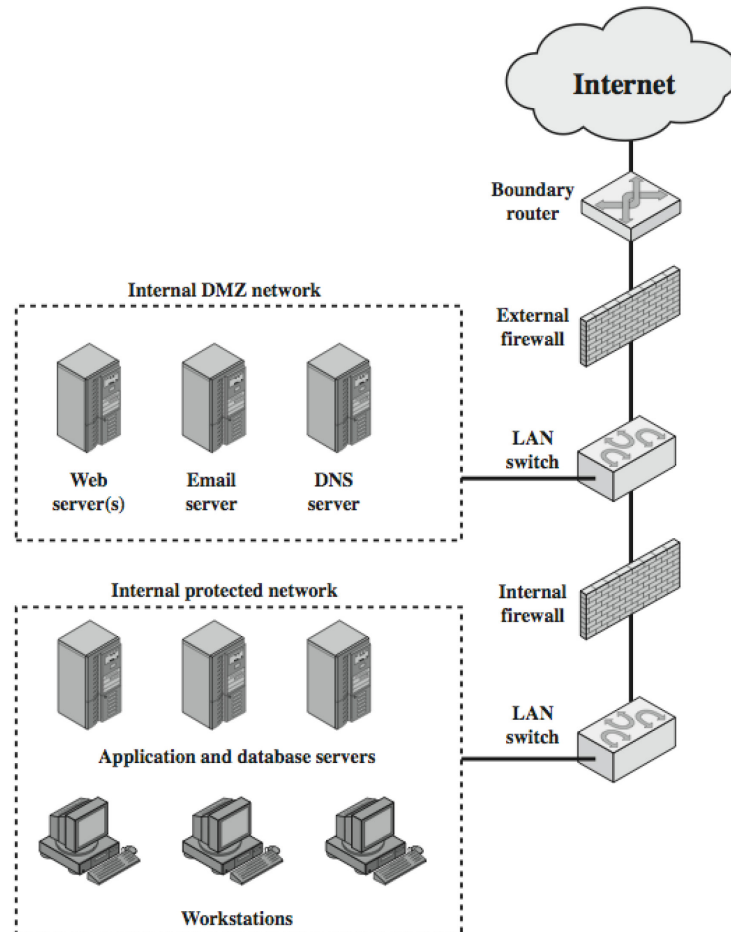 Internet
Boundary
router
Internal DMZ network
External
firewall
Web
server(s)
Email
server
DNS
server
LAN
switch
Internal protected network
Internal
firewall
Application and database servers
LAN
switch
Workstations